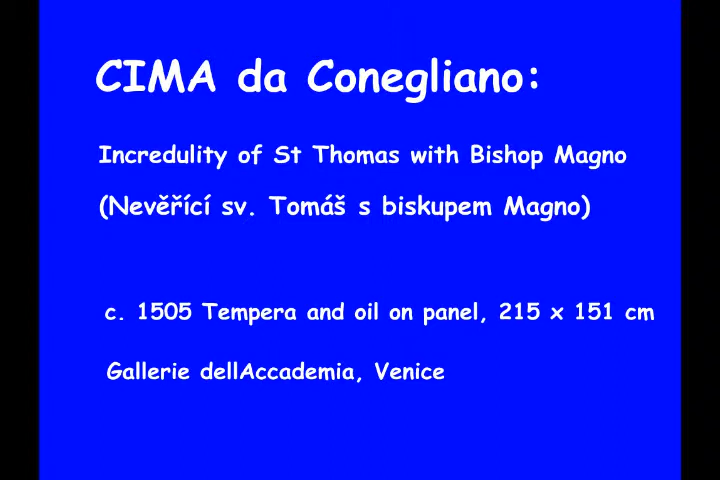 CIMA da Conegliano:
Incredulity of St Thomas with Bishop Magno
(Nevěřící sv. Tomáš s biskupem Magno)
c. 1505 Tempera and oil on panel, 215 x 151 cm
Gallerie dellAccademia, Venice